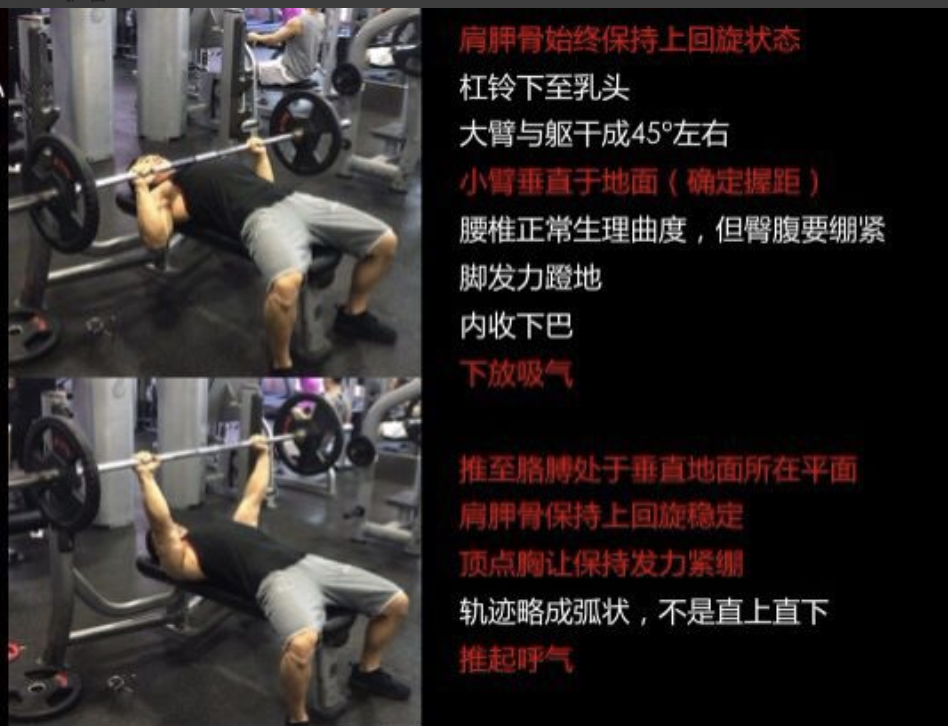 肩胛骨始终保持上回旋状态
杠铃下至乳头
大臂与躯干成45°左右
小臂垂直于地面（确定握距）
腰椎正常生理曲度，但臀腹要绷紧
脚发力蹬地
内收下巴
下放吸气
推至胳膊处于垂直地面所在平面
肩胛骨保持上回旋稳定
顶点胸让保持发力紧绷
轨迹略成弧状，不是直上直下
推起呼气